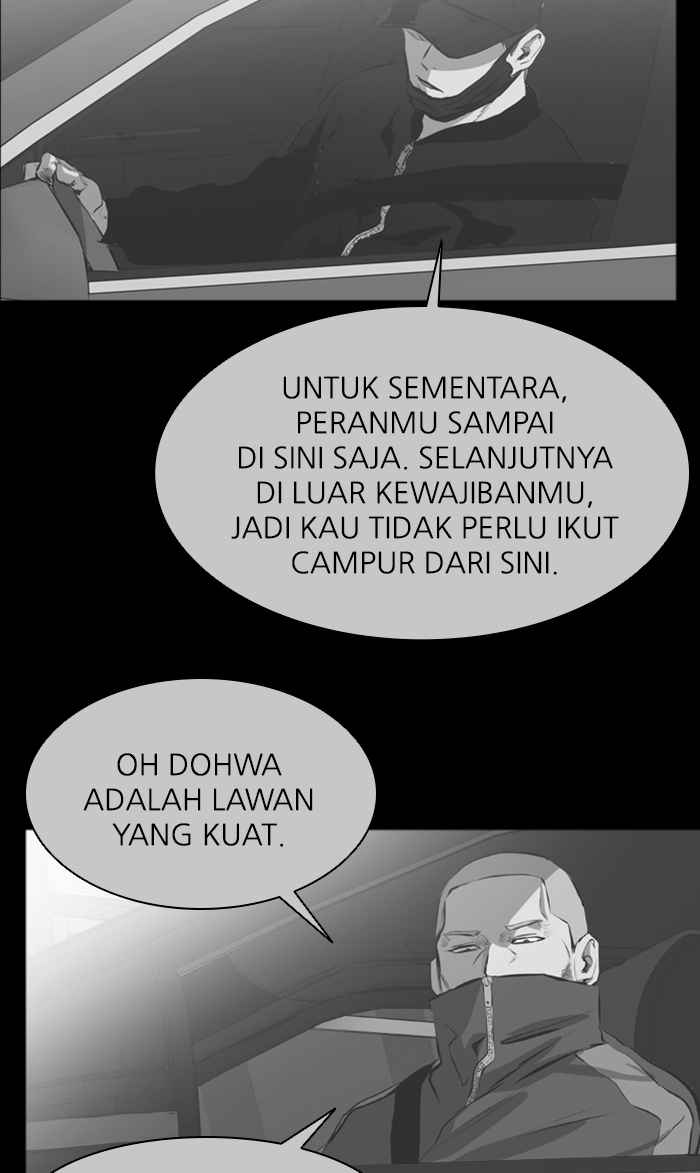 UNTUK SEMENTARA,
PERANMU SAMPAI
DI SINI SAJA. SELANJUTNYA
DI LUAR KEWAJIBANMU,
JADI KAU TIDAK PERLU IKUT
CAMPUR DARI SINI.
OH DOHWA
ADALAH LAWAN
YANG KUAT.